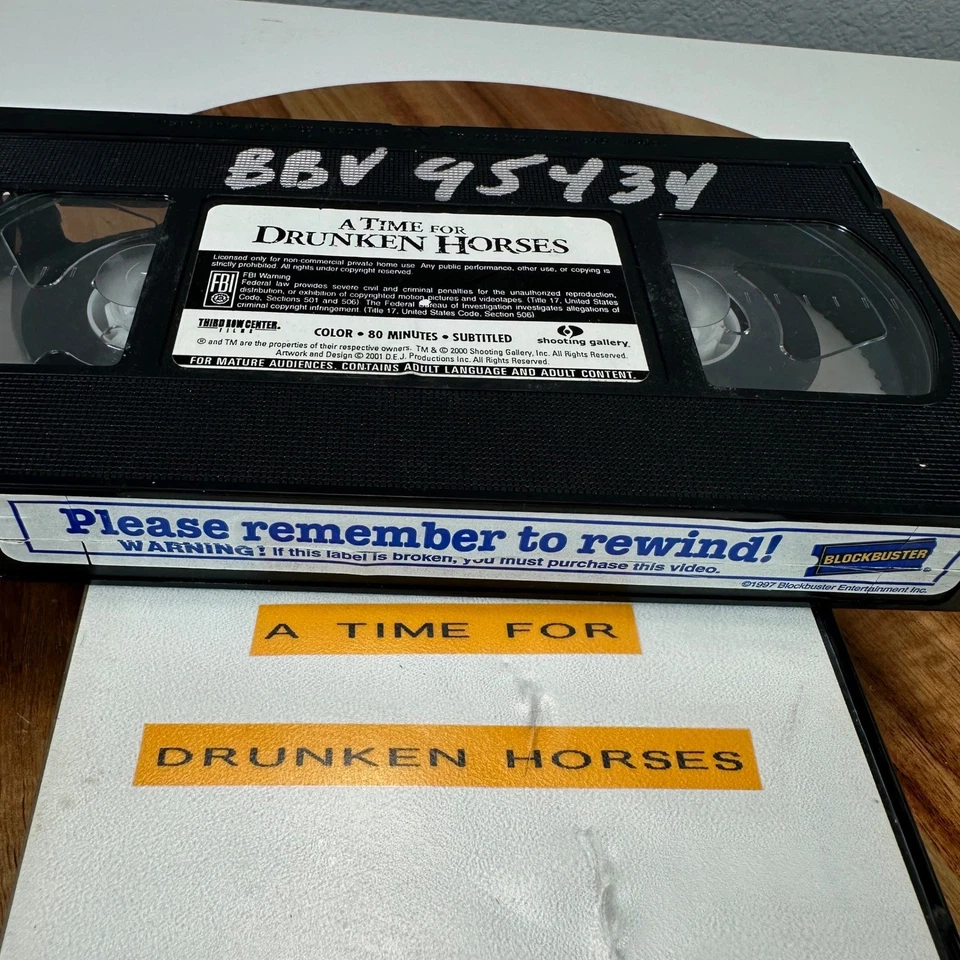 BBV 95434
A TIME FOR
DRUNKEN HORSES
Licensed only for non-commercial private home use. Any public performance, other use, or copying is
strictly prohibited. All rights under copyright reserved.
FBI
FBI Warning
Federal law provides severe civil and criminal penalties for the unauthorized reproduction,
distribution, or exhibition of copyrighted motion pictures and videotapes. (Title 17, United States
Code, Sections 501 and 506) The Federal Bureau of Investigation investigates allegations of
criminal copyright infringement. (Title 17, United States Code, Section 506)
FILMS
COLOR • 80 MINUTES • SUBTITLED
shooting gallery.
® and TM are the properties of their respective owners. TM & © 2000 Shooting Gallery, Inc. All Rights Reserved.
Artwork and Design © 2001 D.E.J. Productions Inc. All Rights Reserved.
FOR MATURE AUDIENCES. CONTAINS ADULT LANGUAGE AND ADULT CONTENT.
Please remember to rewind!
WARNING! If this label is broken, you must purchase this video.
BLOCKBUSTER
©1997 Blockbuster Entertainment Inc.
A TIME FOR
DRUNKEN HORSES